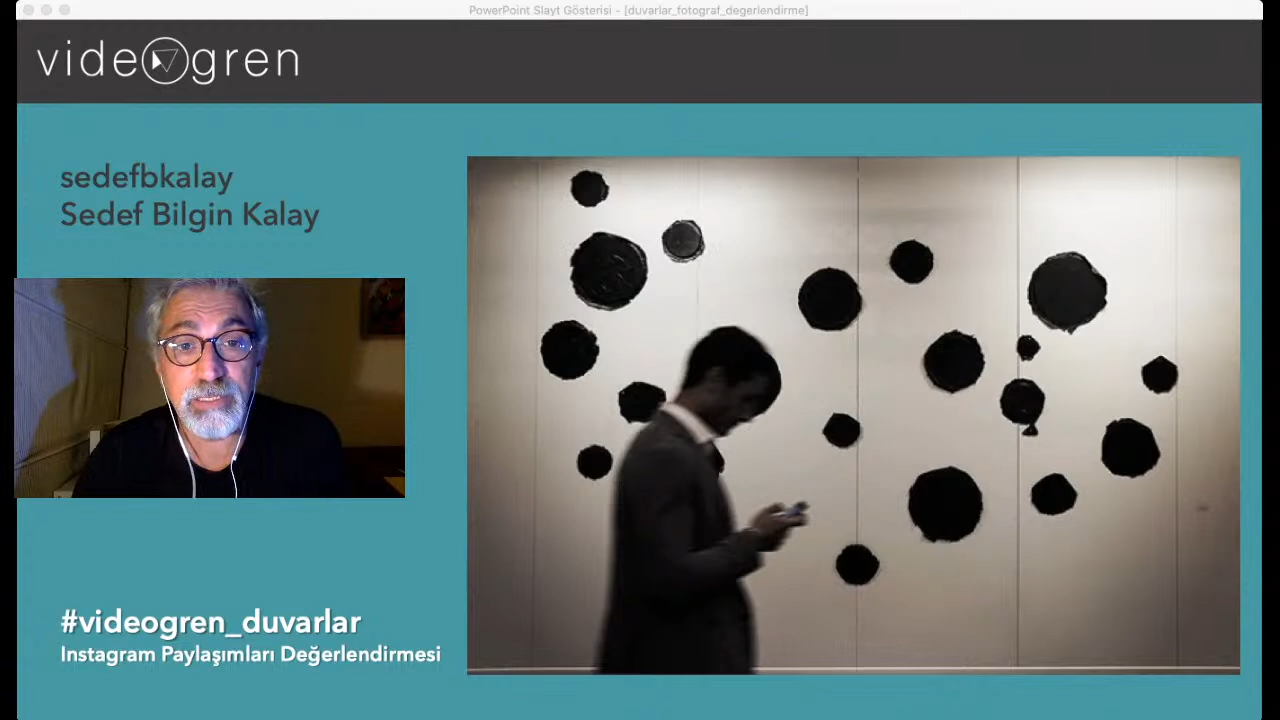 PowerPoint Slayt Gösterisi - [duvarlar_fotograf_degerlendirme]
videogren
sedefbkalay
Sedef Bilgin Kalay
#videogren_duvarlar
Instagram Paylaşımları Değerlendirmesi